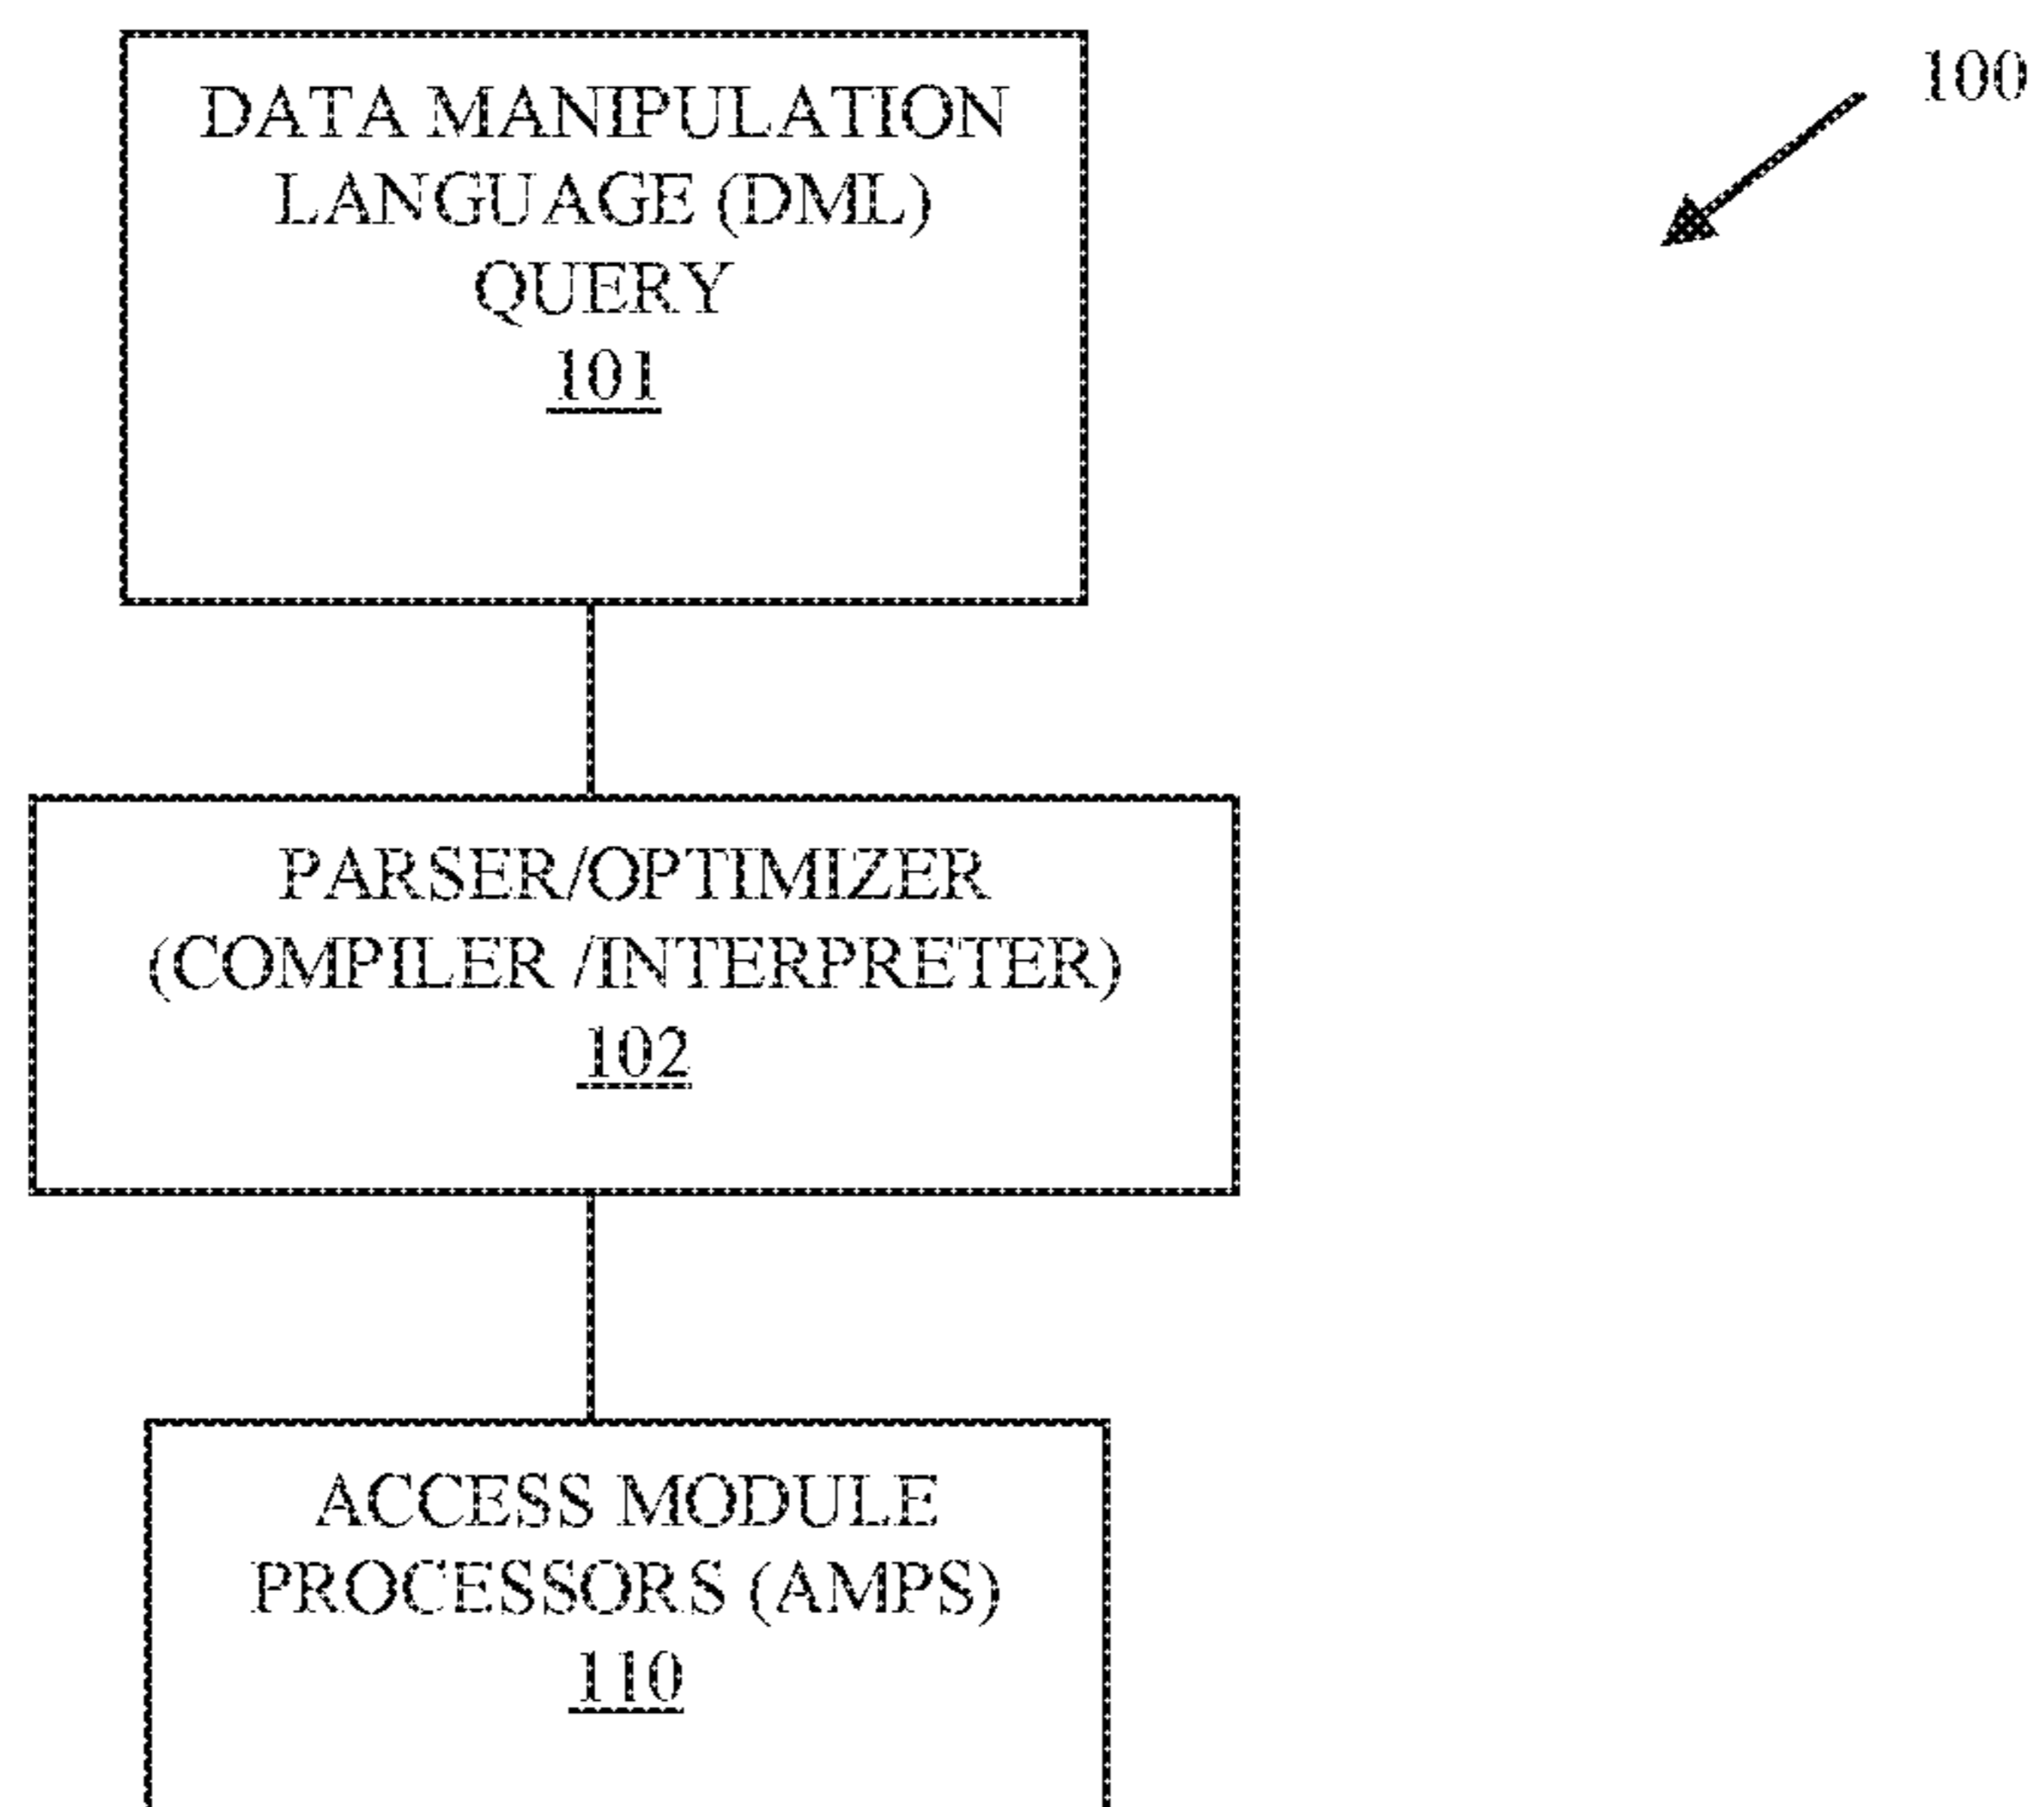 100
DATA MANIPULATION
LANGUAGE (DML)
QUERY
101
PARSER/OPTIMIZER
(COMPILER /INTERPRETER)
102
ACCESS MODULE
PROCESSORS (AMPS)
110